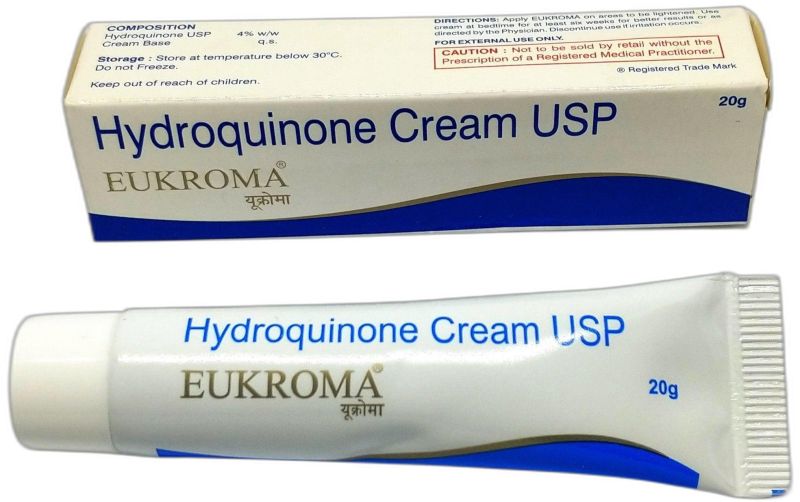 COMPOSITION
Hydroquinone USP 4% w/w
Cream Base q.s.
Storage : Store at temperature below 30°C.
Do not Freeze.
Keep out of reach of children.
DIRECTIONS: Apply EUKROMA on areas to be lightened. Use
cream at bedtime for at least six weeks for better results or as
directed by the Physician. Discontinue use if irritation occurs.
FOR EXTERNAL USE ONLY.
CAUTION : Not to be sold by retail without the
Prescription of a Registered Medical Practitioner.
® Registered Trade Mark
Hydroquinone Cream USP 20g
EUKROMA®
यूक्रोमा
Hydroquinone Cream USP
EUKROMA®
यूक्रोमा
20g